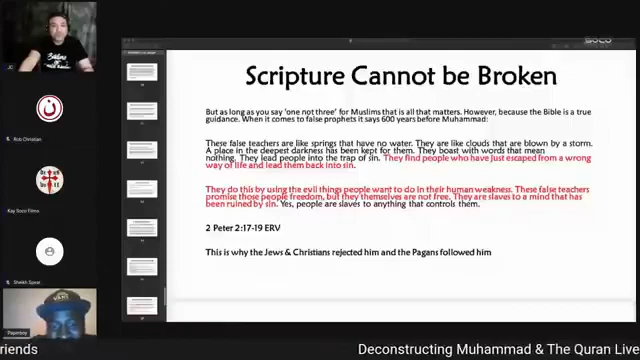 Scripture Cannot be Broken
But as long as you say 'one not three' for Muslims that is all that matters. However, because the Bible is a true
guidance. When it comes to false prophets it says 600 years before Muhammad:
These false teachers are like springs that have no water. They are like clouds that are blown by a storm.
A place in the deepest darkness has been kept for them. They boast with words that mean
nothing. They lead people into the trap of sin. They find people who have just escaped from a wrong
way of life and lead them back into sin.
They do this by using the evil things people want to do in their human weakness. These false teachers
promise those people freedom, but they themselves are not free. They are slaves to a mind that has
been ruined by sin. Yes, people are slaves to anything that controls them.
2 Peter 2:17-19 ERV
This is why the Jews & Christians rejected him and the Pagans followed him
JC
Rob Christian
Kay Soco Films
SOCO
VANS
riends
Deconstructing Muhammad & The Quran Live